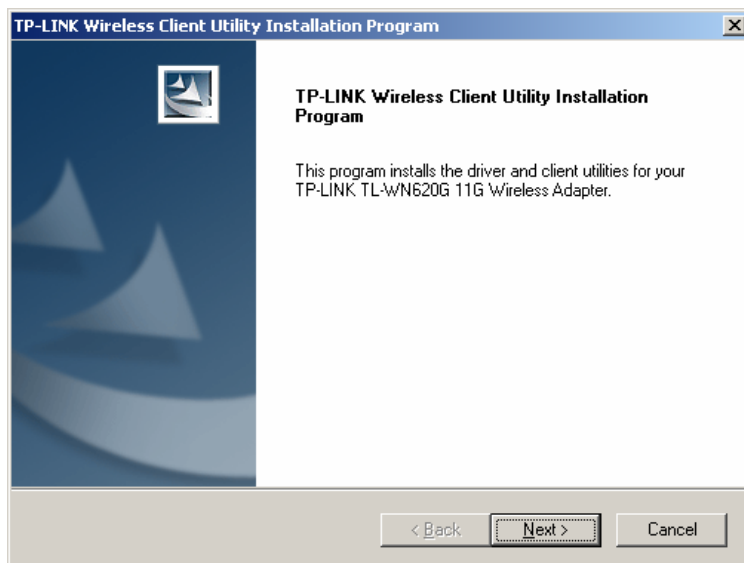 TP-LINK Wireless Client Utility Installation Program
TP-LINK Wireless Client Utility Installation
Program
This program installs the driver and client utilities for your
TP-LINK TL-WN620G 11G Wireless Adapter.
< Back Next > Cancel